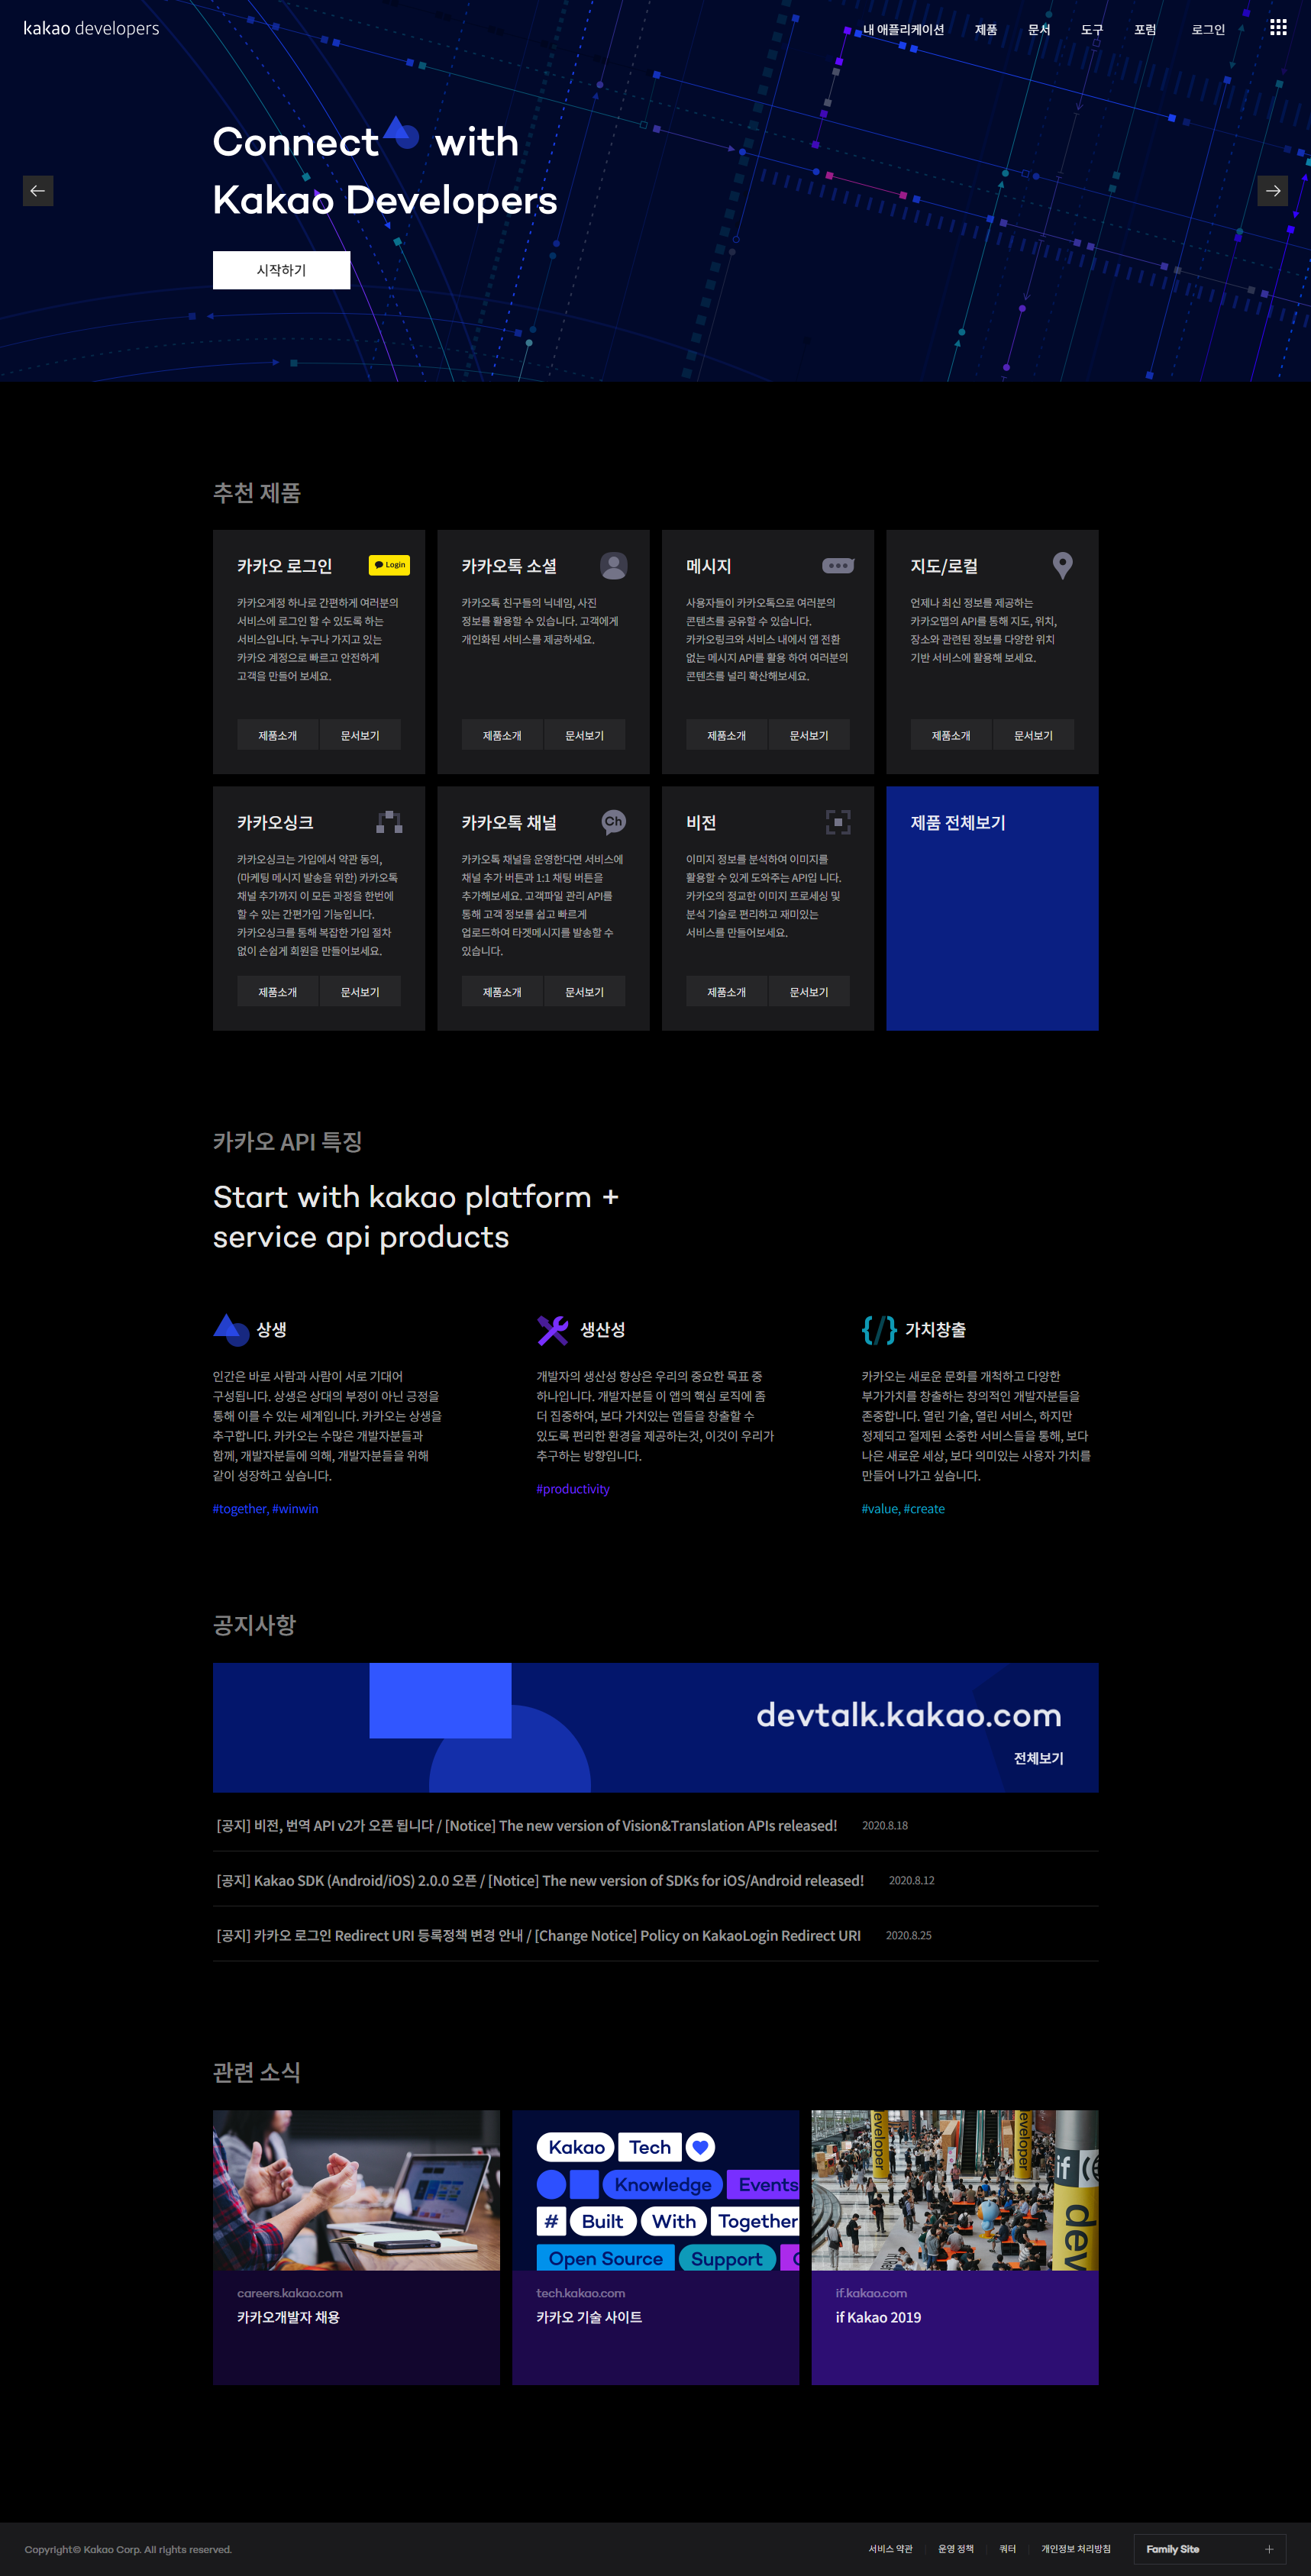 kakao developers
내 애플리케이션 제품 문서 도구 포럼 로그인
Connect with
Kakao Developers
시작하기
추천 제품
카카오 로그인
Login
카카오계정 하나로 간편하게 여러분의
서비스에 로그인 할 수 있도록 하는
서비스입니다. 누구나 가지고 있는
카카오 계정으로 빠르고 안전하게
고객을 만들어 보세요.
제품소개 문서보기
카카오톡 소셜
카카오톡 친구들의 닉네임, 사진
정보를 활용할 수 있습니다. 고객에게
개인화된 서비스를 제공하세요.
제품소개 문서보기
메시지
사용자들이 카카오톡으로 여러분의
콘텐츠를 공유할 수 있습니다.
카카오링크와 서비스 내에서 앱 전환
없는 메시지 API를 활용 하여 여러분의
콘텐츠를 널리 확산해보세요.
제품소개 문서보기
지도/로컬
언제나 최신 정보를 제공하는
카카오맵의 API를 통해 지도, 위치,
장소와 관련된 정보를 다양한 위치
기반 서비스에 활용해 보세요.
제품소개 문서보기
카카오싱크
카카오싱크는 가입에서 약관 동의,
(마케팅 메시지 발송을 위한) 카카오톡
채널 추가까지 이 모든 과정을 한번에
할 수 있는 간편가입 기능입니다.
카카오싱크를 통해 복잡한 가입 절차
없이 손쉽게 회원을 만들어보세요.
제품소개 문서보기
카카오톡 채널
Ch
카카오톡 채널을 운영한다면 서비스에
채널 추가 버튼과 1:1 채팅 버튼을
추가해보세요. 고객파일 관리 API를
통해 고객 정보를 쉽고 빠르게
업로드하여 타겟메시지를 발송할 수
있습니다.
제품소개 문서보기
비전
이미지 정보를 분석하여 이미지를
활용할 수 있게 도와주는 API입 니다.
카카오의 정교한 이미지 프로세싱 및
분석 기술로 편리하고 재미있는
서비스를 만들어보세요.
제품소개 문서보기
제품 전체보기
카카오 API 특징
Start with kakao platform +
service api products
상생
인간은 바로 사람과 사람이 서로 기대어
구성됩니다. 상생은 상대의 부정이 아닌 긍정을
통해 이를 수 있는 세계입니다. 카카오는 상생을
추구합니다. 카카오는 수많은 개발자분들과
함께, 개발자분들에 의해, 개발자분들을 위해
같이 성장하고 싶습니다.
#together, #winwin
생산성
개발자의 생산성 향상은 우리의 중요한 목표 중
하나입니다. 개발자분들 이 앱의 핵심 로직에 좀
더 집중하여, 보다 가치있는 앱들을 창출할 수
있도록 편리한 환경을 제공하는것, 이것이 우리가
추구하는 방향입니다.
#productivity
{/} 가치창출
카카오는 새로운 문화를 개척하고 다양한
부가가치를 창출하는 창의적인 개발자분들을
존중합니다. 열린 기술, 열린 서비스, 하지만
정제되고 절제된 소중한 서비스들을 통해, 보다
나은 새로운 세상, 보다 의미있는 사용자 가치를
만들어 나가고 싶습니다.
#value, #create
공지사항
devtalk.kakao.com
전체보기
[공지] 비전, 번역 API v2가 오픈 됩니다 / [Notice] The new version of Vision&Translation APIs released! 2020.8.18
[공지] Kakao SDK (Android/iOS) 2.0.0 오픈 / [Notice] The new version of SDKs for iOS/Android released! 2020.8.12
[공지] 카카오 로그인 Redirect URI 등록정책 변경 안내 / [Change Notice] Policy on KakaoLogin Redirect URI 2020.8.25
관련 소식
careers.kakao.com
카카오개발자 채용
Kakao Tech
Knowledge Events
# Built With Together
Open Source Support
tech.kakao.com
카카오 기술 사이트
eveloper
eveloper
if (
dev
if.kakao.com
if Kakao 2019
Copyright© Kakao Corp. All rights reserved.
서비스 약관 운영 정책 쿼터 개인정보 처리방침 Family Site +